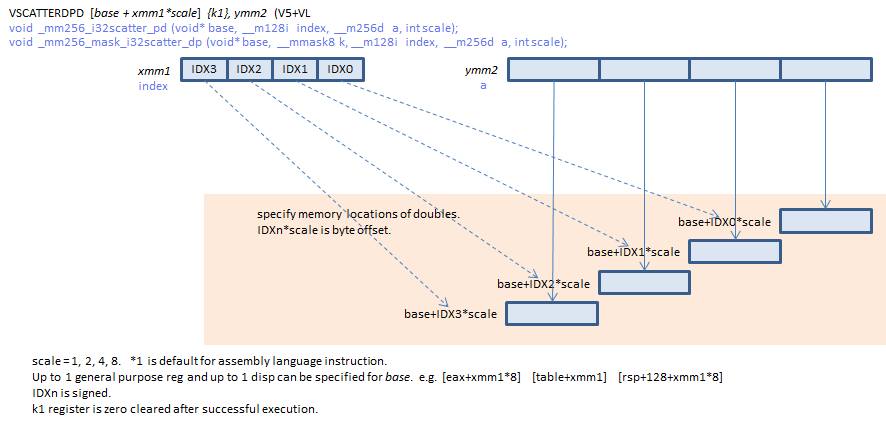 VSCATTERDPD [base + xmm1*scale] {k1}, ymm2 (V5+VL
void _mm256_i32scatter_pd (void* base, __m128i index, __m256d a, int scale);
void _mm256_mask_i32scatter_dp (void* base, __mmask8 k, __m128i index, __m256d a, int scale);
xmm1 IDX3 IDX2 IDX1 IDX0 ymm2
index a
specify memory locations of doubles.
IDXn*scale is byte offset.
base+IDX0*scale
base+IDX1*scale
base+IDX2*scale
base+IDX3*scale
scale = 1, 2, 4, 8. *1 is default for assembly language instruction.
Up to 1 general purpose reg and up to 1 disp can be specified for base. e.g. [eax+xmm1*8] [table+xmm1] [rsp+128+xmm1*8]
IDXn is signed.
k1 register is zero cleared after successful execution.